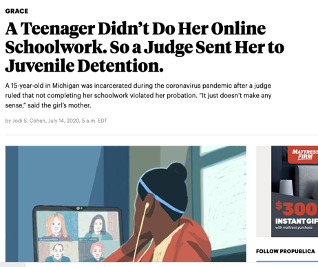 GRACE
A Teenager Didn’t Do Her Online
Schoolwork. So a Judge Sent Her to
Juvenile Detention.
A 15-year-old in Michigan was incarcerated during the coronavirus pandemic after a judge
ruled that not completing her schoolwork violated her probation. “It just doesn’t make any
sense,” said the girl’s mother.
by Jodi S. Cohen, July 14, 2020, 5 a.m. EDT
MATTRESS
FIRM
$300
INSTANT GIF
with mattress purchase
FOLLOW PROPUBLICA